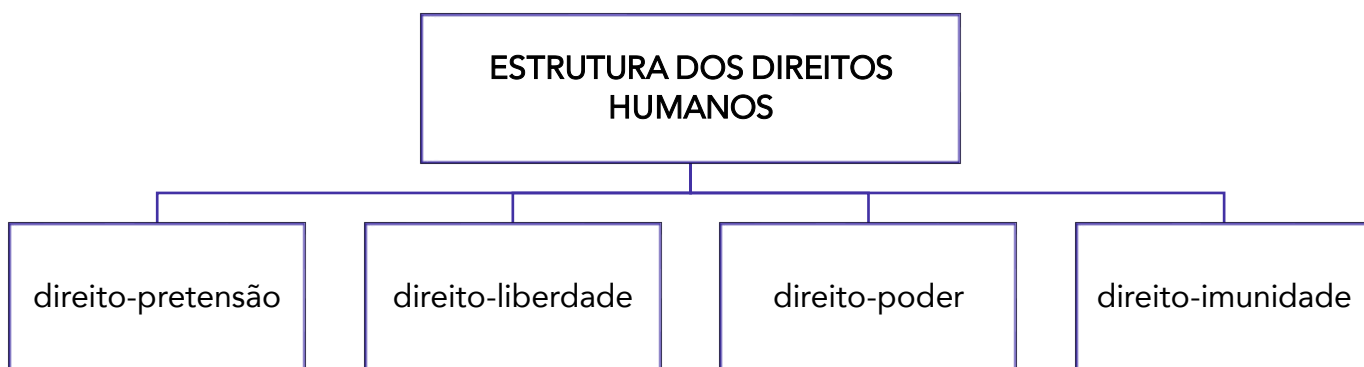 ESTRUTURA DOS DIREITOS
HUMANOS
direito-pretensão
direito-liberdade
direito-poder
direito-imunidade